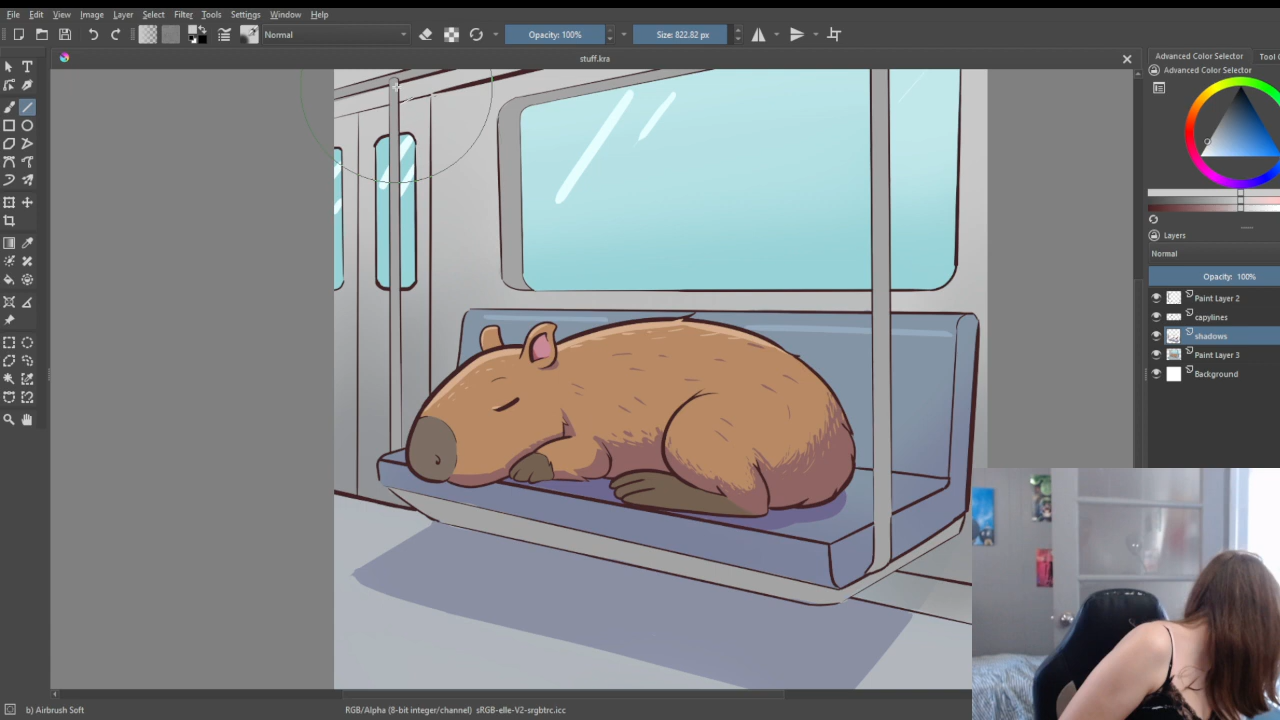 File Edit View Image Layer Select Filter Tools Settings Window Help
Normal Opacity: 100% Size: 822.82 px
stuff.kra
Advanced Color Selector Tool
Advanced Color Selector
Layers
Normal
Opacity: 100%
Paint Layer 2
capylines
shadows
Paint Layer 3
Background
b) Airbrush Soft RGB/Alpha (8-bit integer/channel) sRGB-elle-V2-srgbtrc.icc